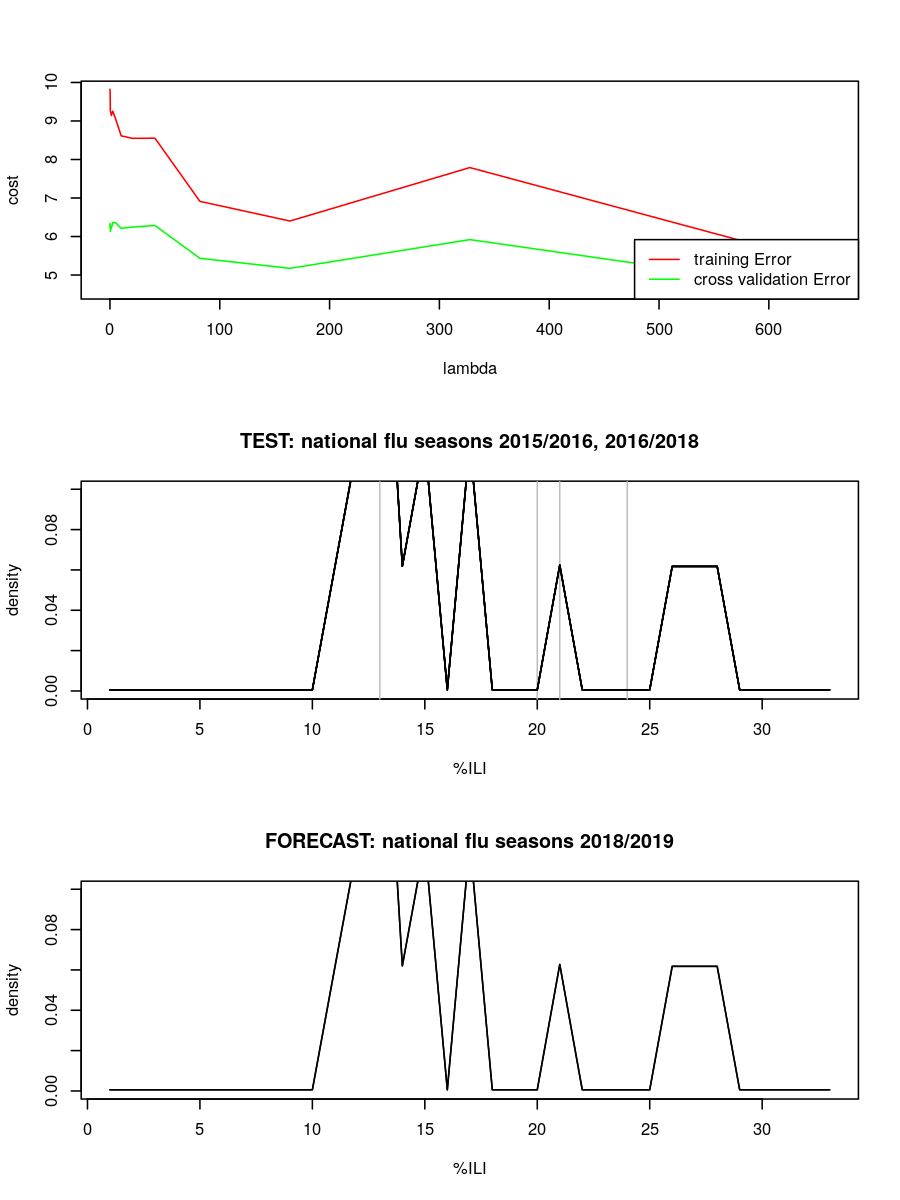 10
9
8
7
6
5
cost
training Error
cross validation Error
0 100 200 300 400 500 600
lambda
TEST: national flu seasons 2015/2016, 2016/2018
0.08
0.04
0.00
density
0 5 10 15 20 25 30
%ILI
FORECAST: national flu seasons 2018/2019
0.08
0.04
0.00
density
0 5 10 15 20 25 30
%ILI